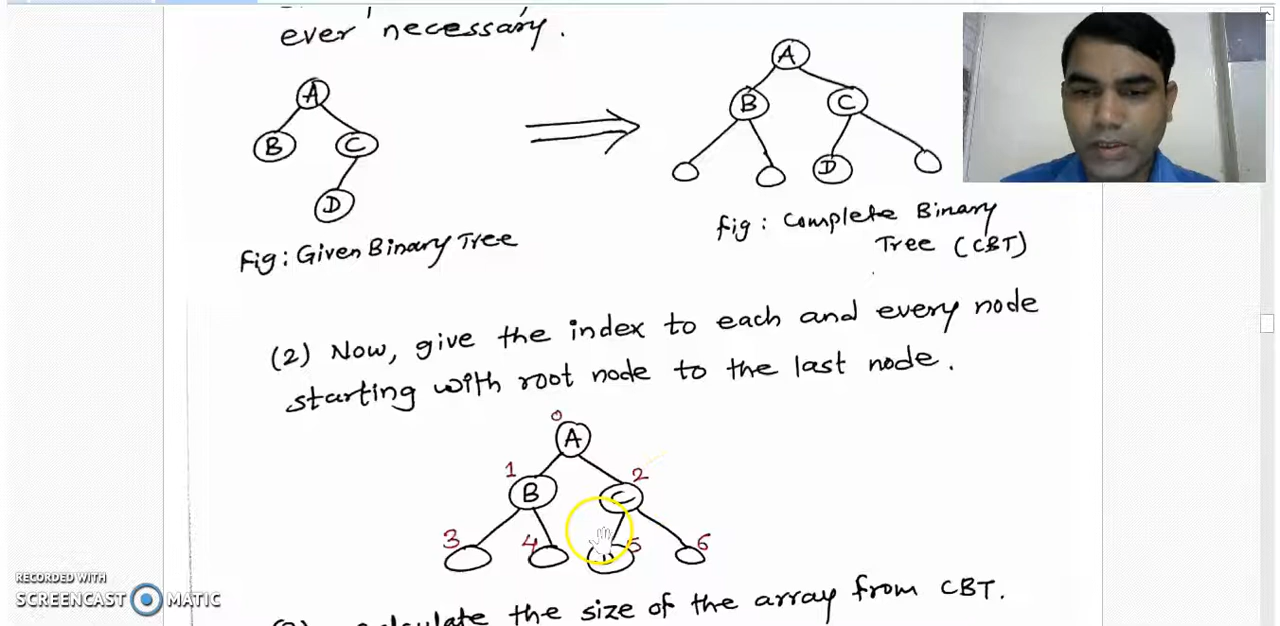 ever necessary.
A
A
B
C
B
C
D
D
Fig: Given Binary Tree
Fig: Complete Binary
Tree (CBT)
(2) Now, give the index to each and every node
starting with root node to the last node.
0
A
1
2
B
C
3
4
5
6
the size of the array from CBT.
RECORDED WITH
SCREENCAST MATIC